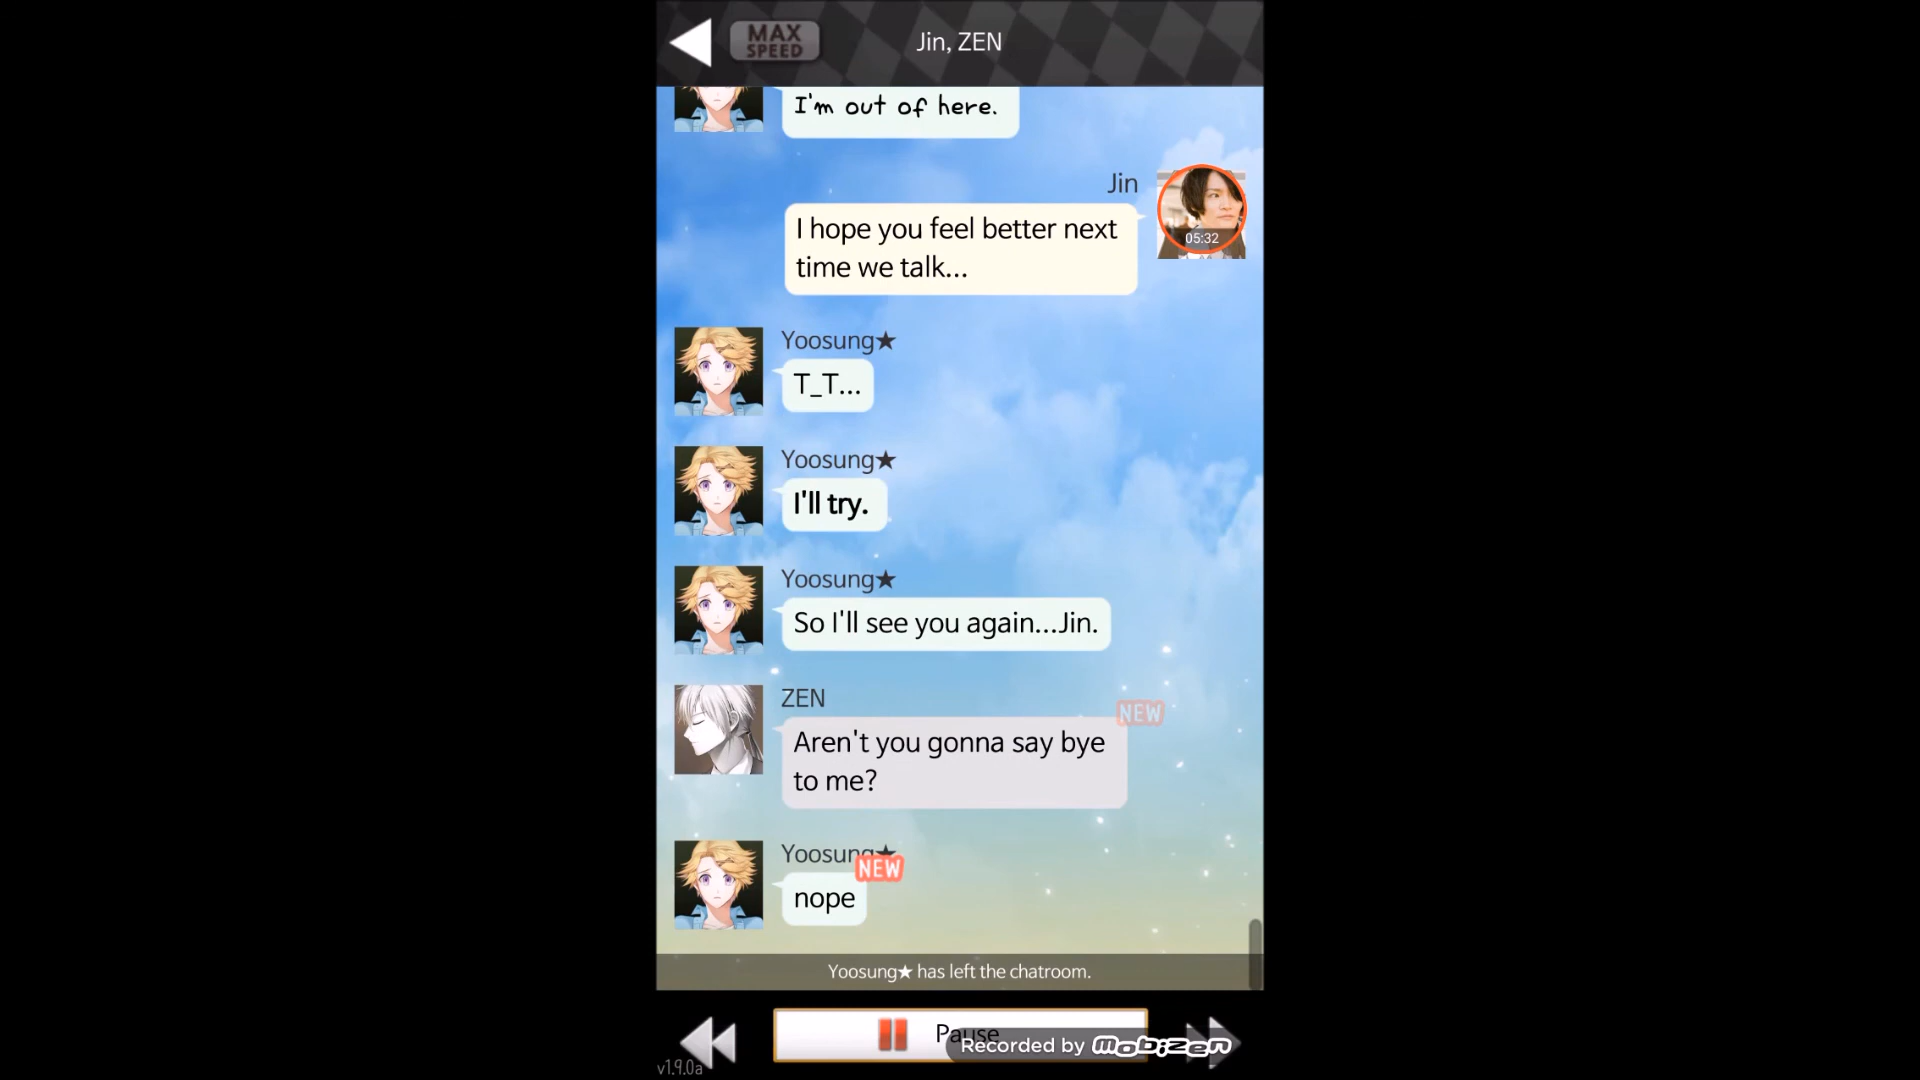 MAX
SPEED
Jin, ZEN
I'm out of here.
Jin
I hope you feel better next
time we talk...
05:32
Yoosung★
T_T...
Yoosung★
I'll try.
Yoosung★
So I'll see you again...Jin.
ZEN
NEW
Aren't you gonna say bye
to me?
Yoosung★
NEW
nope
Yoosung★ has left the chatroom.
Pause
Recorded by Mobizen
v1.9.0a